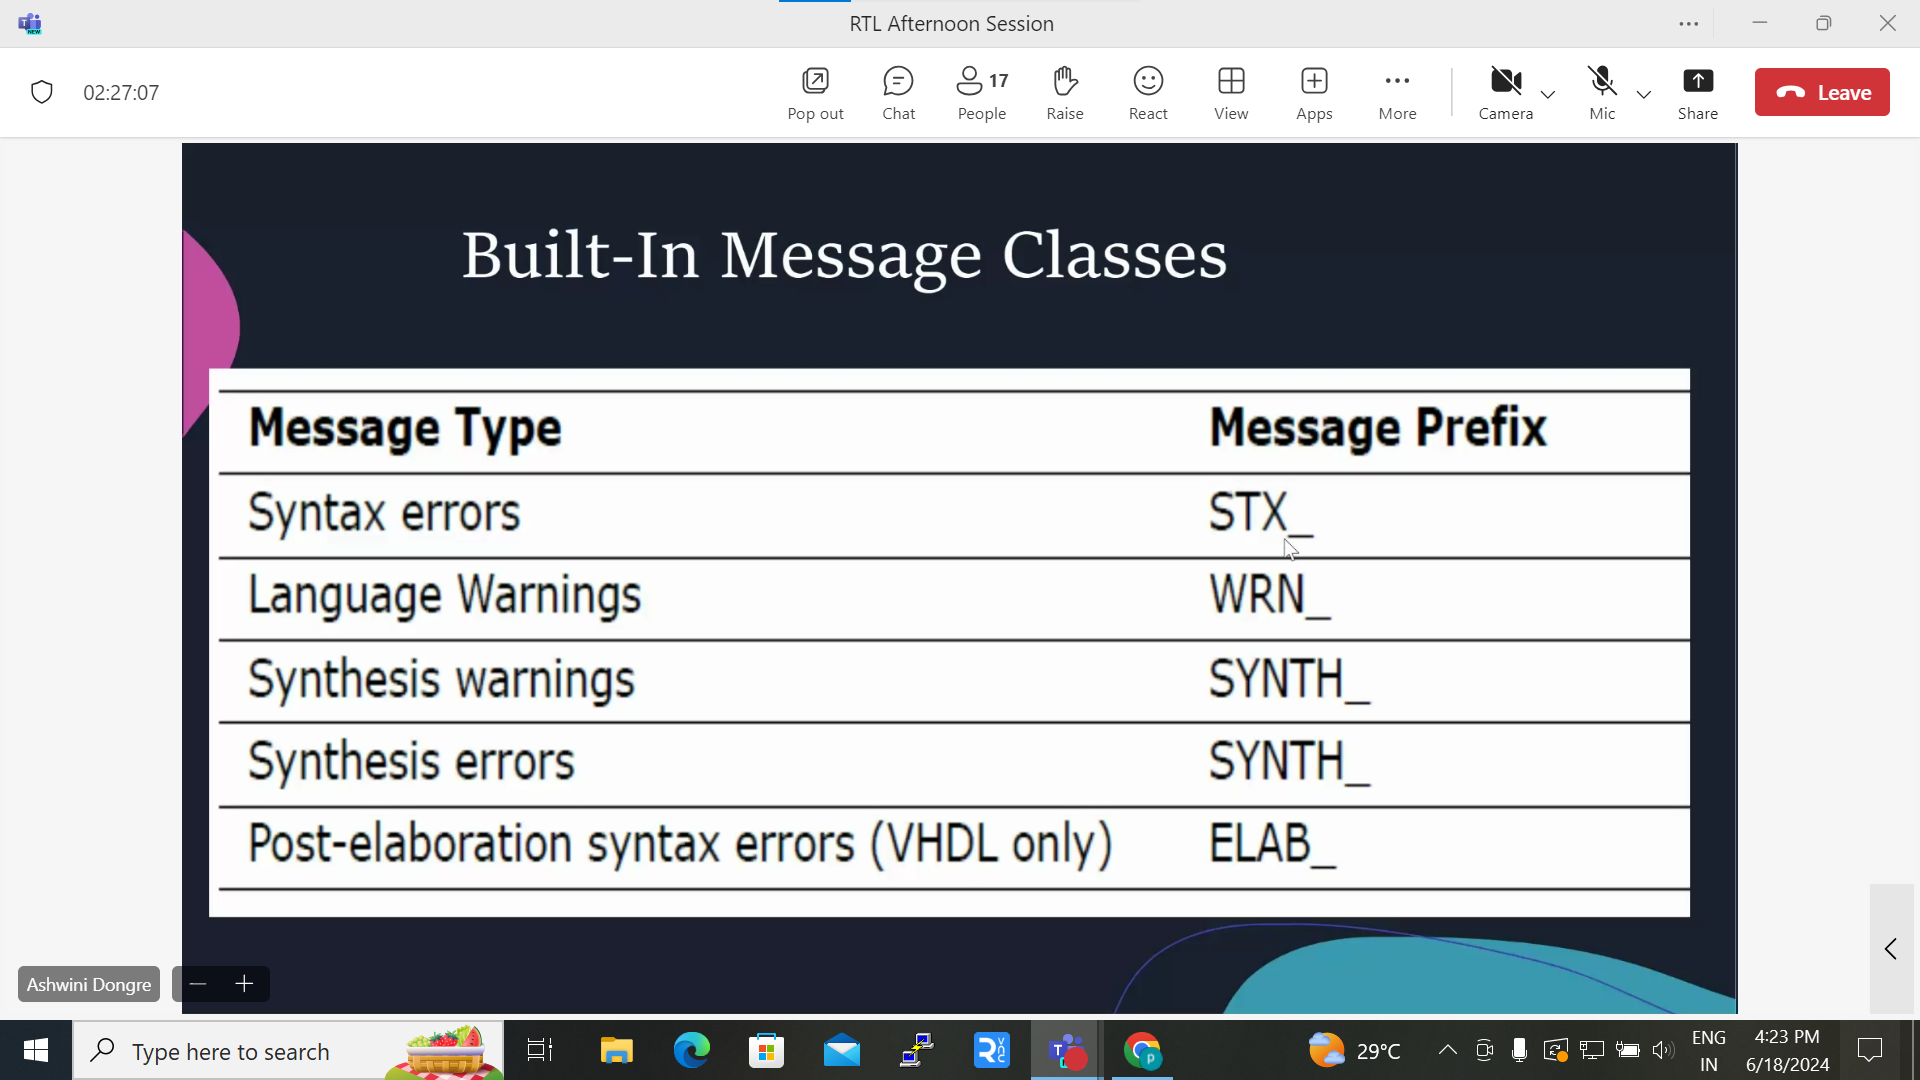 RTL Afternoon Session
NEW
02:27:07
Pop out
Chat
17
People
Raise
React
View
Apps
More
Camera
Mic
Share
Leave
Built-In Message Classes
Message Type Message Prefix
Syntax errors STX_
Language Warnings WRN_
Synthesis warnings SYNTH_
Synthesis errors SYNTH_
Post-elaboration syntax errors (VHDL only) ELAB_
Ashwini Dongre
Type here to search
29°C
ENG
IN
4:23 PM
6/18/2024